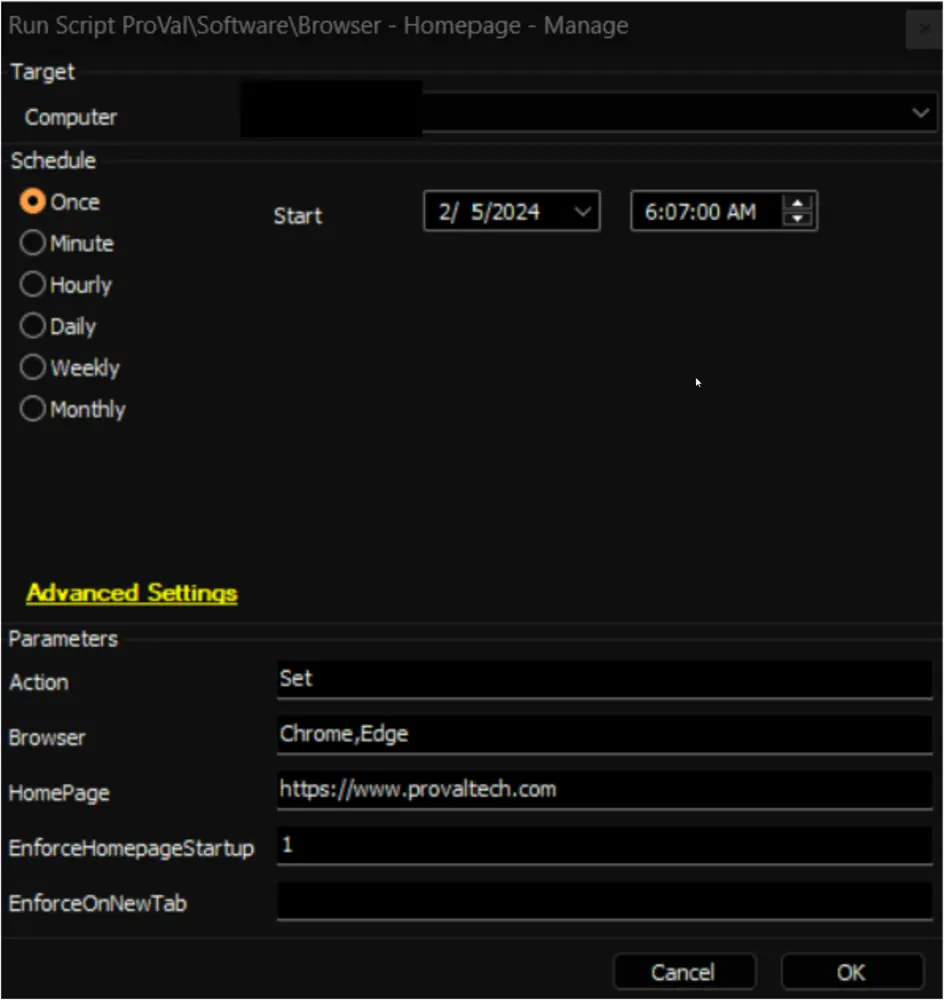 Run Script ProVal\Software\Browser - Homepage - Manage
Target
Computer
Schedule
Once
Start
2/ 5/2024
6:07:00 AM
Minute
Hourly
Daily
Weekly
Monthly
Advanced Settings
Parameters
Action
Set
Browser
Chrome,Edge
HomePage
https://www.provaltech.com
EnforceHomepageStartup
1
EnforceOnNewTab
Cancel
OK